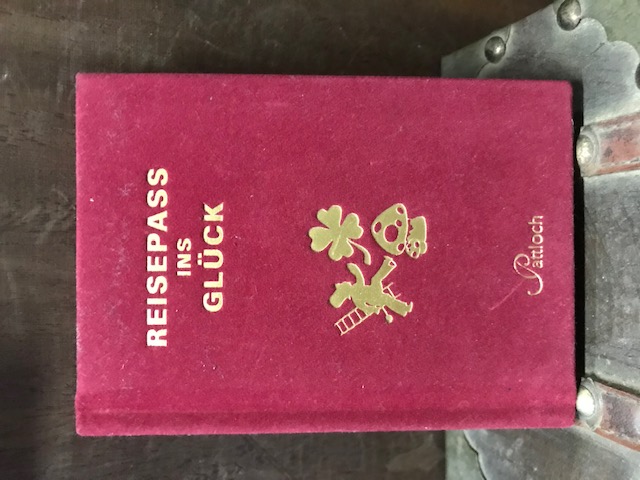 REISEPASS
INS
GLÜCK
Pattloch